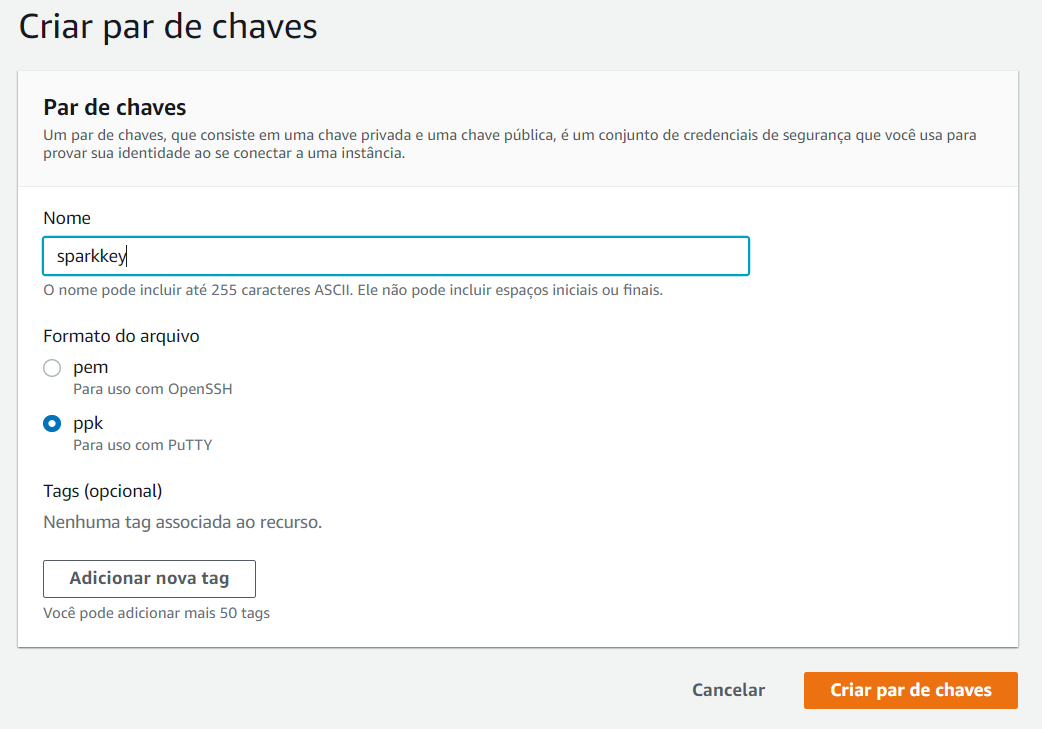 Criar par de chaves
Par de chaves
Um par de chaves, que consiste em uma chave privada e uma chave pública, é um conjunto de credenciais de segurança que você usa para
provar sua identidade ao se conectar a uma instância.
Nome
sparkkey
O nome pode incluir até 255 caracteres ASCII. Ele não pode incluir espaços iniciais ou finais.
Formato do arquivo
pem
Para uso com OpenSSH
ppk
Para uso com PuTTY
Tags (opcional)
Nenhuma tag associada ao recurso.
Adicionar nova tag
Você pode adicionar mais 50 tags
Cancelar Criar par de chaves